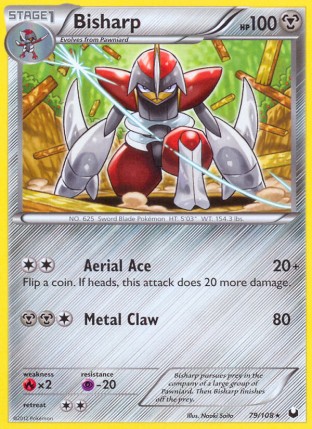 STAGE1
Bisharp
HP100
Evolves from Pawniard
NO. 625 Sword Blade Pokémon HT: 5'03" WT: 154.3 lbs.
Aerial Ace 20+
Flip a coin. If heads, this attack does 20 more damage.
Metal Claw 80
weakness resistance
×2 -20
retreat
Bisharp pursues prey in the
company of a large group of
Pawniard. Then Bisharp finishes
off the prey.
©2012 Pokémon
Illus. Naoki Saito
79/108★